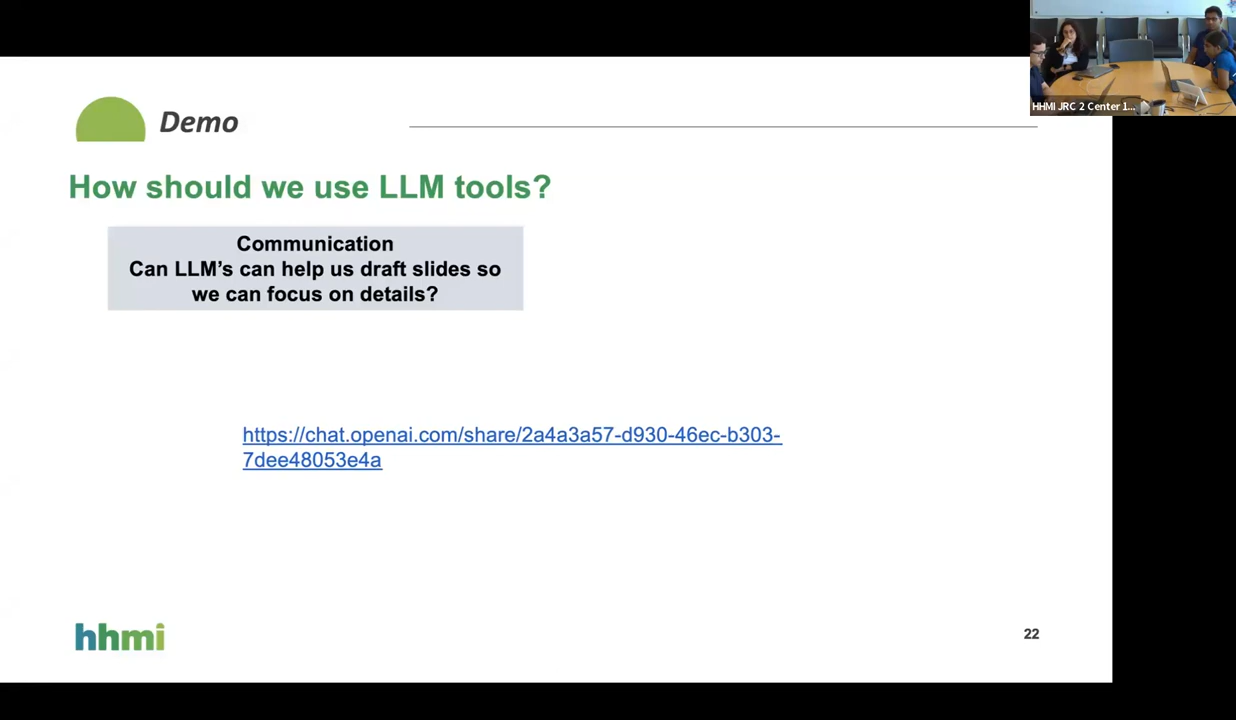 HHMI JRC 2 Center 1...
Demo
How should we use LLM tools?
Communication
Can LLM's can help us draft slides so
we can focus on details?
https://chat.openai.com/share/2a4a3a57-d930-46ec-b303-
7dee48053e4a
hhmi
22